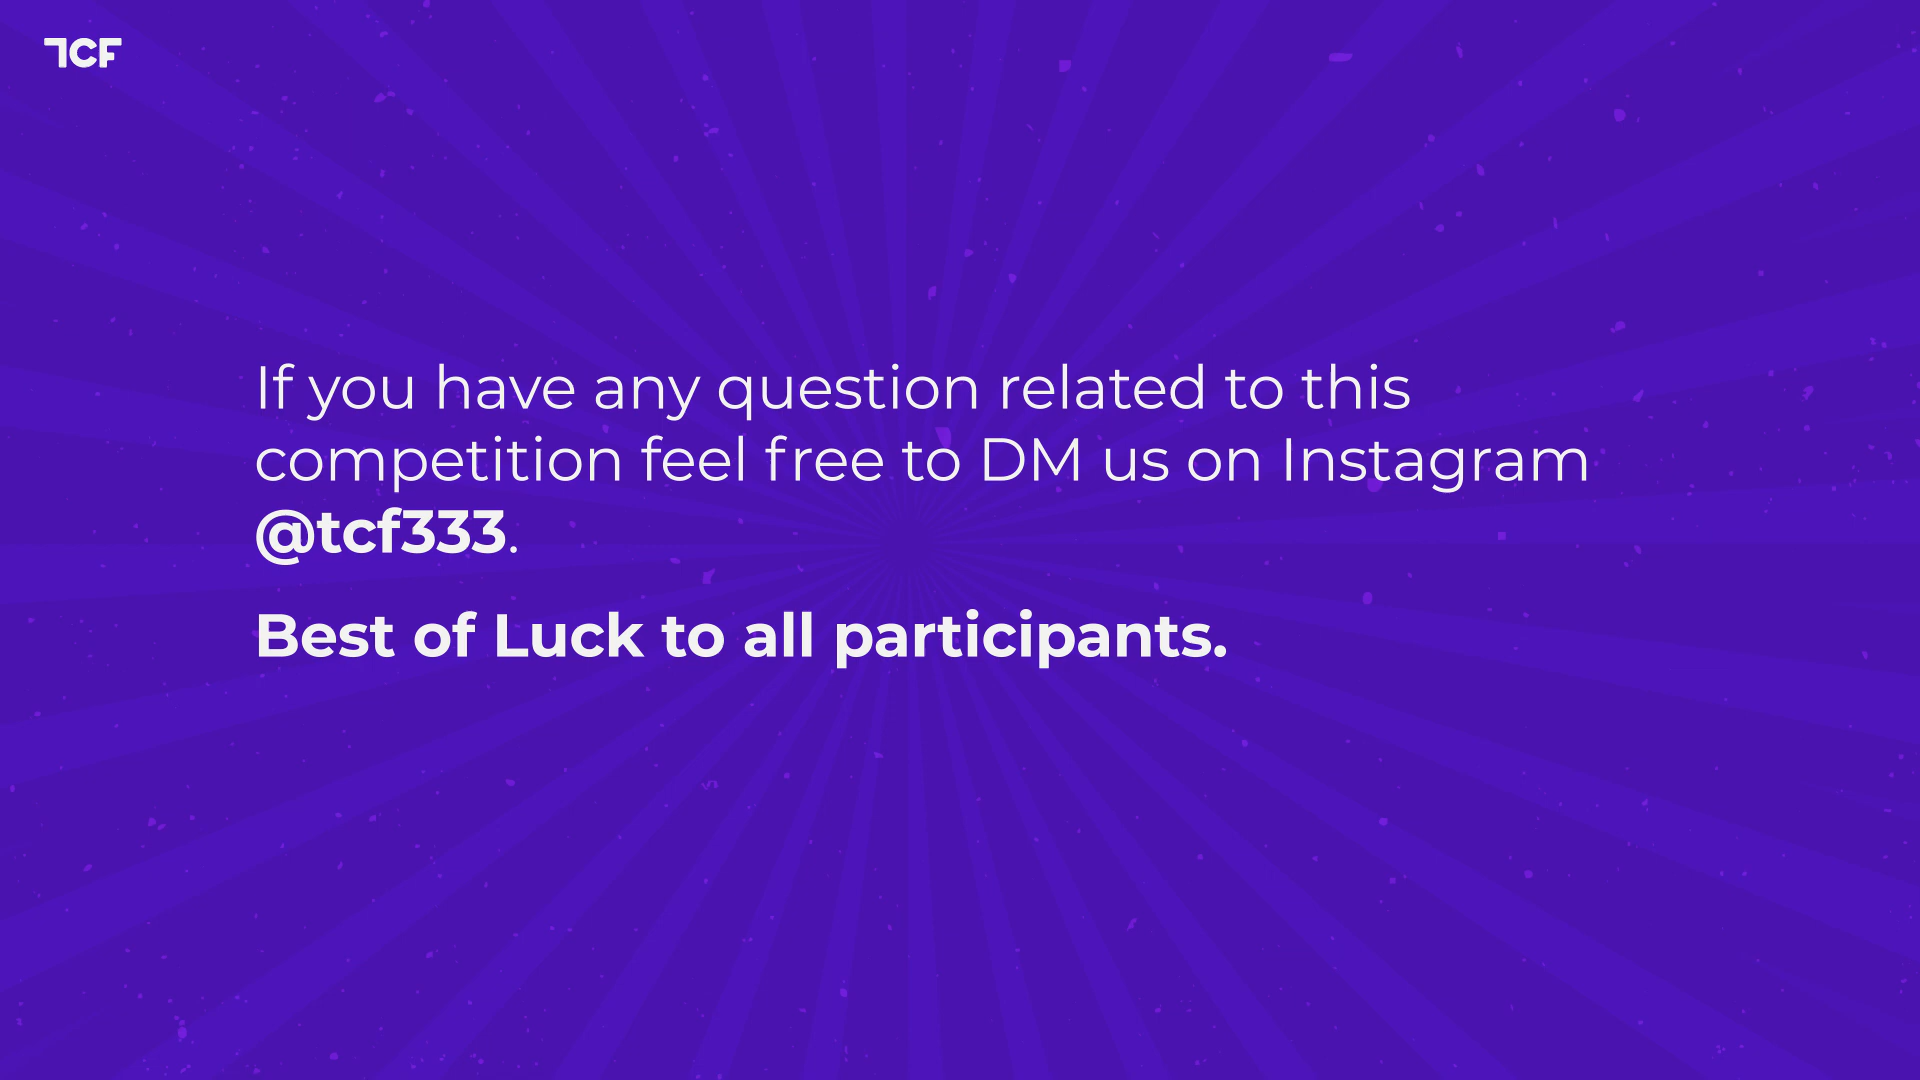 TCF
If you have any question related to this
competition feel free to DM us on Instagram
@tcf333.
Best of Luck to all participants.